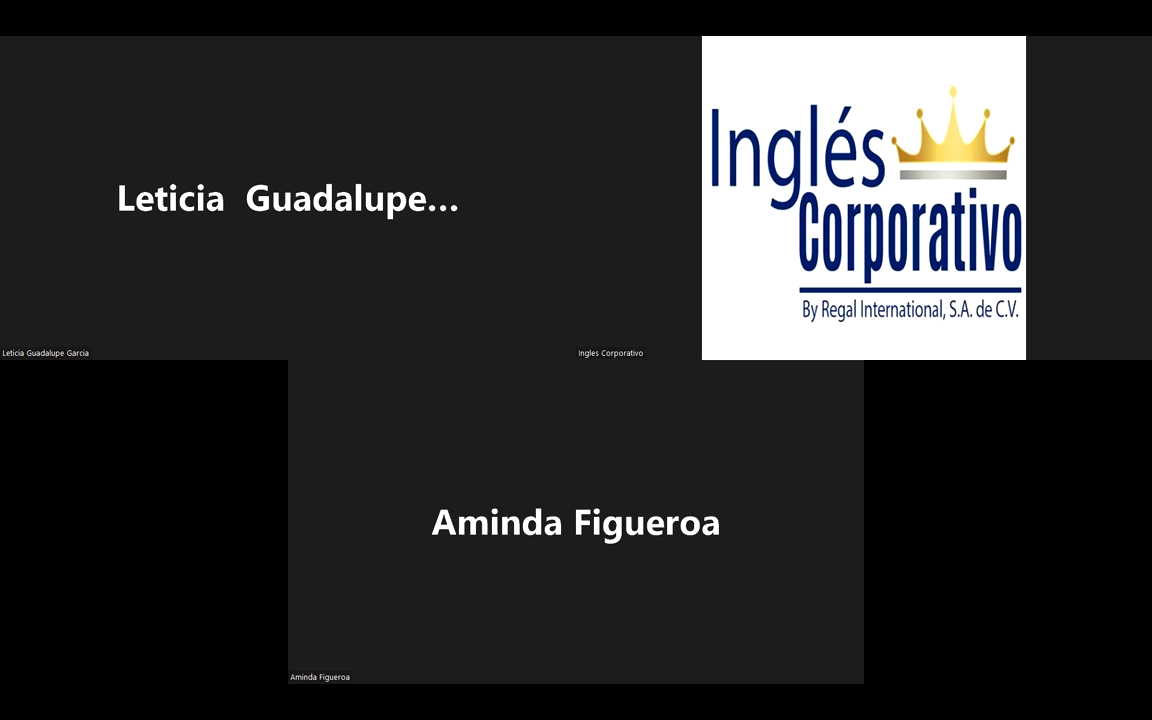 Leticia  Guadalupe...
Inglés
Corporativo
By Regal International, S.A. de C.V.
Leticia Guadalupe Garcia
Ingles Corporativo
Aminda Figueroa
Aminda Figueroa